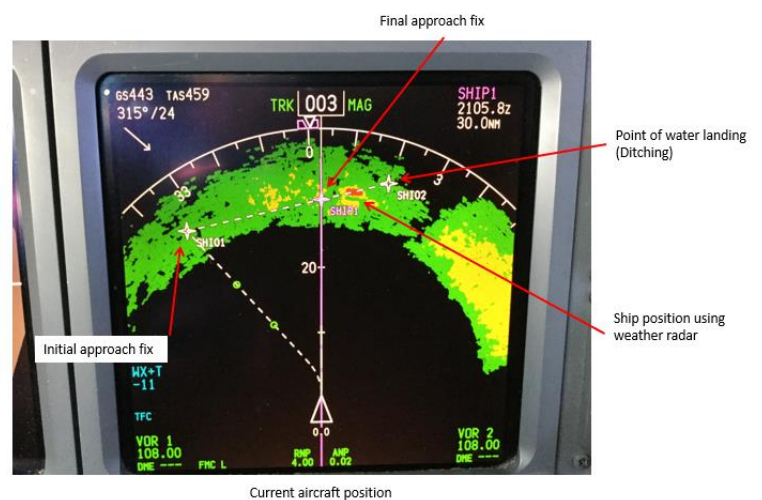 Final approach fix
GS443 TAS459
315°/24
TRK 003 MAG
SHIP1
2105.8z
30.0NM
Point of water landing
(Ditching)
0
33
3
SHIO2
SHIP1
SHIO1
20
Ship position using
weather radar
Initial approach fix
WX+T
-11
TFC
0.0
VOR 1
108.00
DME ---
FMC L
RNP
4.00
ANP
0.02
VOR 2
108.00
DME ---
Current aircraft position